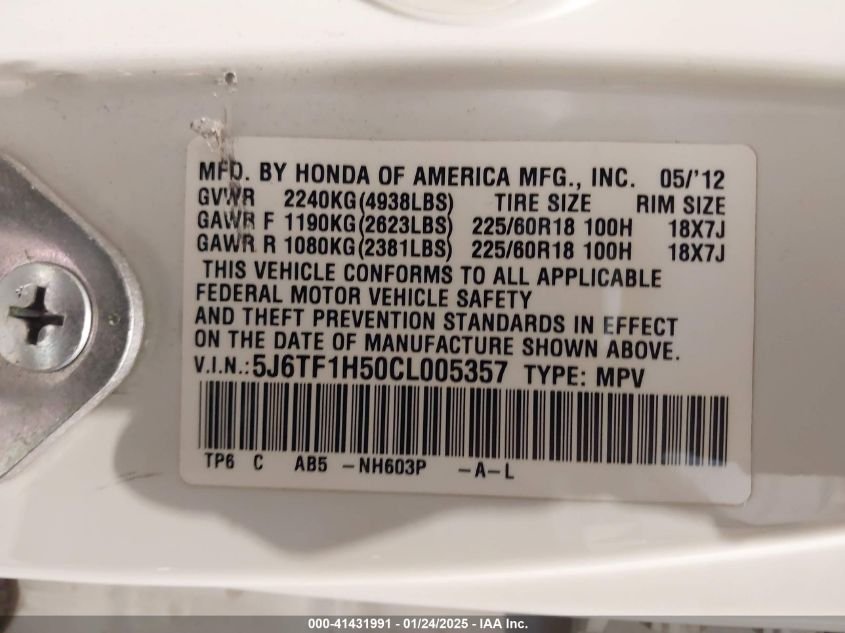 MFD. BY HONDA OF AMERICA MFG., INC. 05/'12
GVWR 2240KG(4938LBS) TIRE SIZE RIM SIZE
GAWR F 1190KG(2623LBS) 225/60R18 100H 18X7J
GAWR R 1080KG(2381LBS) 225/60R18 100H 18X7J
THIS VEHICLE CONFORMS TO ALL APPLICABLE
FEDERAL MOTOR VEHICLE SAFETY
AND THEFT PREVENTION STANDARDS IN EFFECT
ON THE DATE OF MANUFACTURE SHOWN ABOVE.
V.I.N.:5J6TF1H50CL005357 TYPE: MPV
TP6 C AB5 -NH603P -A-L
000-41431991 — 01/24/2025 — IAA Inc.